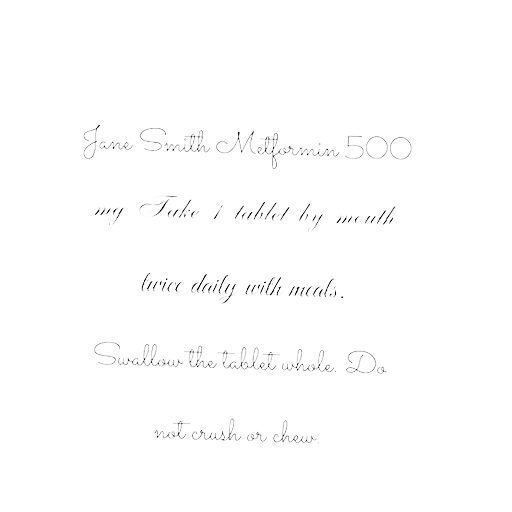 Jane Smith Metformin 500
mg Take 1 tablet by mouth
twice daily with meals.
Swallow the tablet whole. Do
not crush or chew.